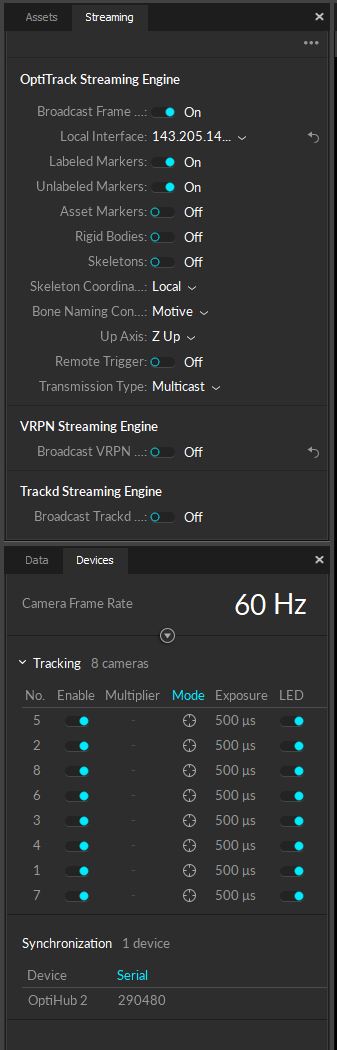 Assets Streaming
OptiTrack Streaming Engine
Broadcast Frame ...: On
Local Interface: 143.205.14...
Labeled Markers: On
Unlabeled Markers: On
Asset Markers: Off
Rigid Bodies: Off
Skeletons: Off
Skeleton Coordina...: Local
Bone Naming Con...: Motive
Up Axis: Z Up
Remote Trigger: Off
Transmission Type: Multicast
VRPN Streaming Engine
Broadcast VRPN ...: Off
Trackd Streaming Engine
Broadcast Trackd ...: Off
Data Devices
Camera Frame Rate 60 Hz
Tracking 8 cameras
No. Enable Multiplier Mode Exposure LED
5 - 500 μs
2 - 500 μs
8 - 500 μs
6 - 500 μs
3 - 500 μs
4 - 500 μs
1 - 500 μs
7 - 500 μs
Synchronization 1 device
Device Serial
OptiHub 2 290480